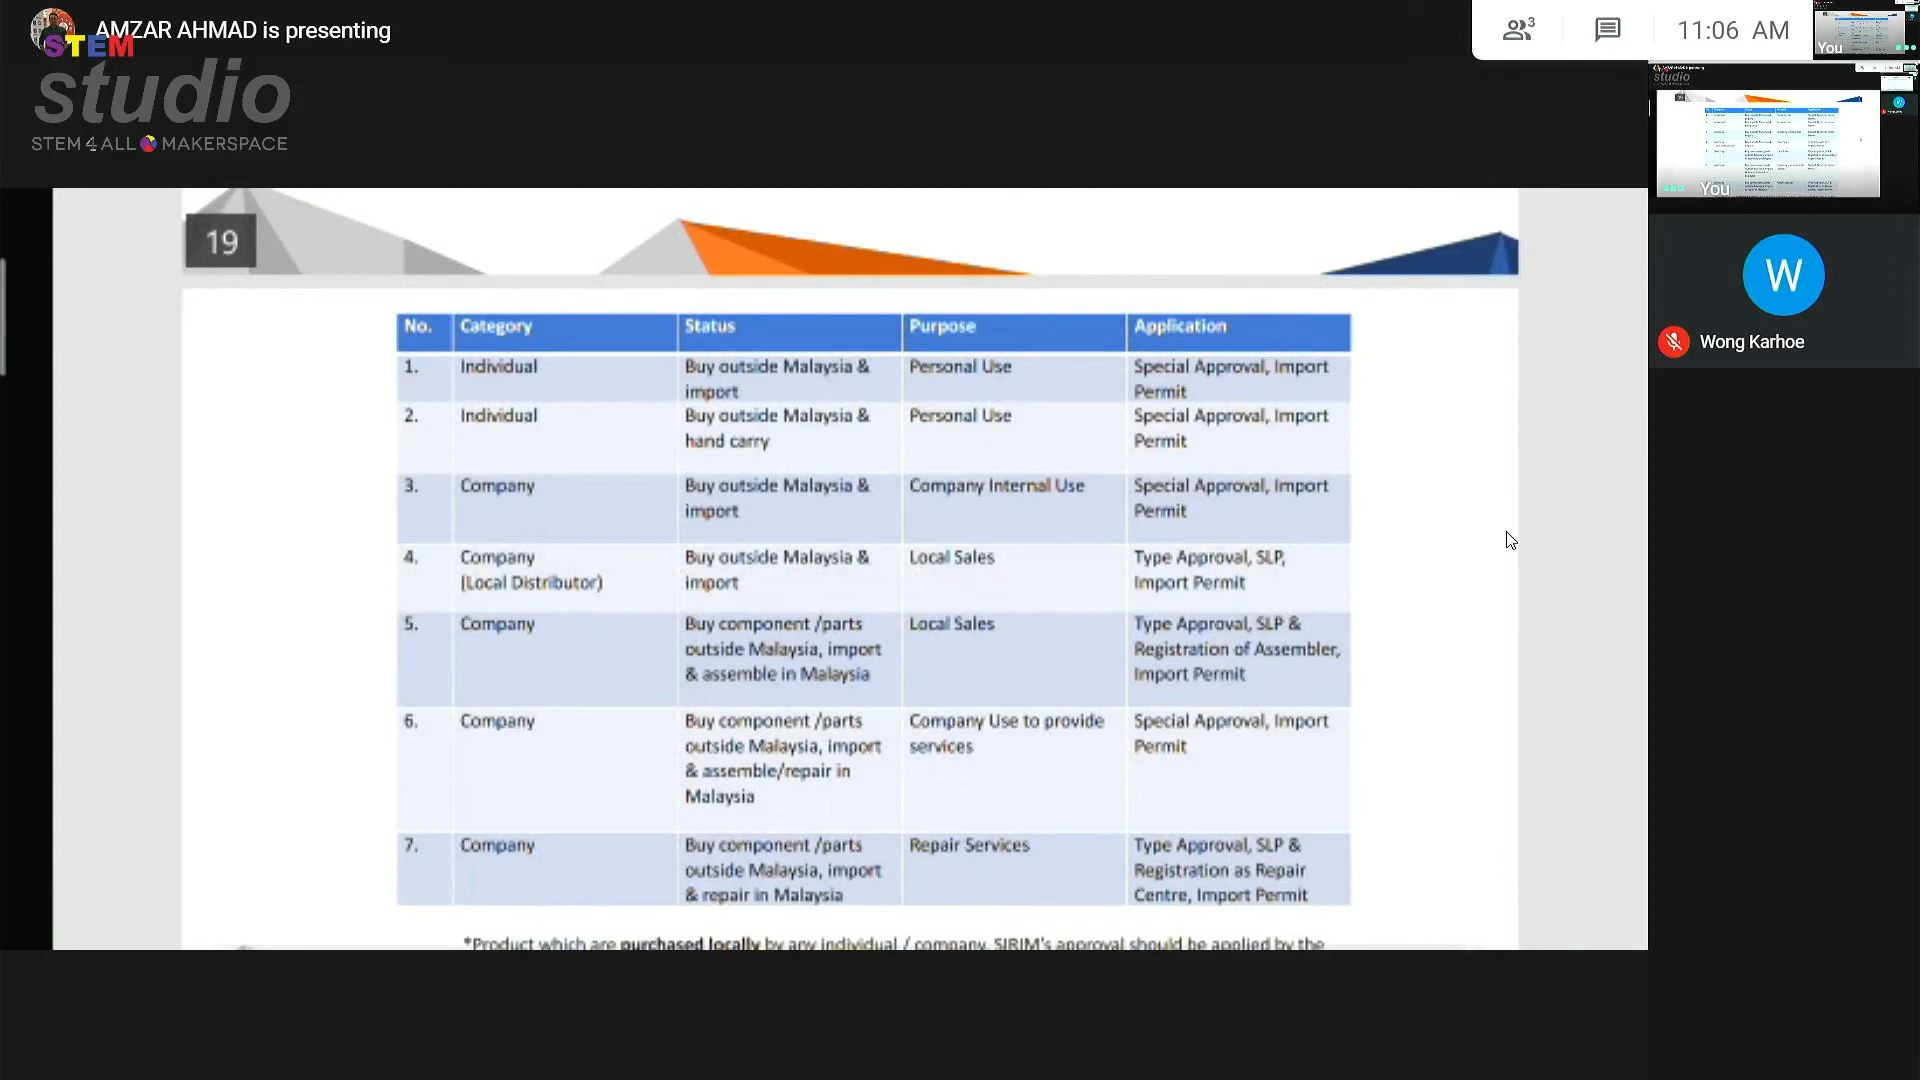 AMZAR AHMAD is presenting
STEM
studio
STEM 4 ALL MAKERSPACE
3
11:06 AM
You
You
W
Wong Karhoe
19
No. Category Status Purpose Application
1. Individual Buy outside Malaysia & Personal Use Special Approval, Import
import Permit
2. Individual Buy outside Malaysia & Personal Use Special Approval, Import
hand carry Permit
3. Company Buy outside Malaysia & Company Internal Use Special Approval, Import
import Permit
4. Company Buy outside Malaysia & Local Sales Type Approval, SLP,
(Local Distributor) import Import Permit
5. Company Buy component /parts Local Sales Type Approval, SLP &
outside Malaysia, import Registration of Assembler,
& assemble in Malaysia Import Permit
6. Company Buy component /parts Company Use to provide Special Approval, Import
outside Malaysia, import services Permit
& assemble/repair in
Malaysia
7. Company Buy component /parts Repair Services Type Approval, SLP &
outside Malaysia, import Registration as Repair
& repair in Malaysia Centre, Import Permit
*Product which are purchased locally by any individual / company, SIRIM's approval should be applied by the